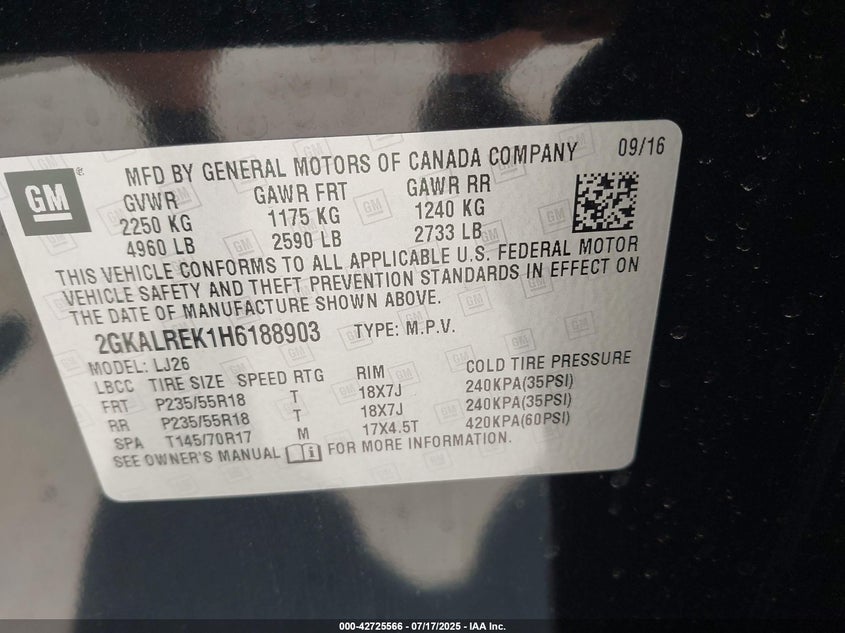 GM
MFD BY GENERAL MOTORS OF CANADA COMPANY 09/16
GVWR GAWR FRT GAWR RR
2250 KG 1175 KG 1240 KG
4960 LB 2590 LB 2733 LB
THIS VEHICLE CONFORMS TO ALL APPLICABLE U.S. FEDERAL MOTOR
VEHICLE SAFETY AND THEFT PREVENTION STANDARDS IN EFFECT ON
THE DATE OF MANUFACTURE SHOWN ABOVE.
2GKALREK1H6188903 TYPE: M.P.V.
MODEL: LJ26
LBCC TIRE SIZE SPEED RTG RIM COLD TIRE PRESSURE
FRT P235/55R18 T 18X7J 240KPA(35PSI)
RR P235/55R18 T 18X7J 240KPA(35PSI)
SPA T145/70R17 M 17X4.5T 420KPA(60PSI)
SEE OWNER'S MANUAL FOR MORE INFORMATION.
000-42725566 - 07/17/2025 - IAA Inc.